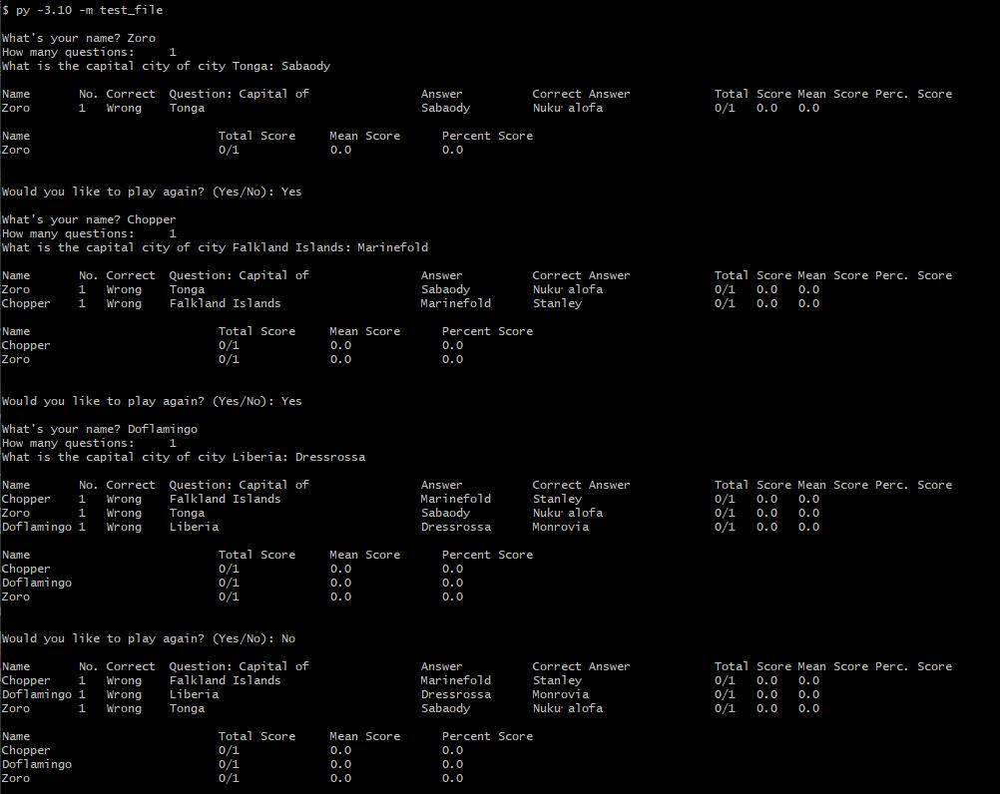 $ py -3.10 -m test_file
What's your name? Zoro
How many questions:     1
What is the capital city of city Tonga: Sabaody
Name       No. Correct  Question: Capital of                Answer          Correct Answer            Total Score Mean Score Perc. Score
Zoro       1   Wrong    Tonga                               Sabaody         Nuku'alofa                0/1   0.0   0.0
Name                           Total Score     Mean Score      Percent Score
Zoro                           0/1             0.0             0.0
Would you like to play again? (Yes/No): Yes
What's your name? Chopper
How many questions:     1
What is the capital city of city Falkland Islands: Marinefold
Name       No. Correct  Question: Capital of                Answer          Correct Answer            Total Score Mean Score Perc. Score
Zoro       1   Wrong    Tonga                               Sabaody         Nuku'alofa                0/1   0.0   0.0
Chopper    1   Wrong    Falkland Islands                    Marinefold      Stanley                   0/1   0.0   0.0
Name                           Total Score     Mean Score      Percent Score
Chopper                        0/1             0.0             0.0
Zoro                           0/1             0.0             0.0
Would you like to play again? (Yes/No): Yes
What's your name? Doflamingo
How many questions:     1
What is the capital city of city Liberia: Dressrossa
Name       No. Correct  Question: Capital of                Answer          Correct Answer            Total Score Mean Score Perc. Score
Chopper    1   Wrong    Falkland Islands                    Marinefold      Stanley                   0/1   0.0   0.0
Zoro       1   Wrong    Tonga                               Sabaody         Nuku'alofa                0/1   0.0   0.0
Doflamingo 1   Wrong    Liberia                             Dressrossa      Monrovia                  0/1   0.0   0.0
Name                           Total Score     Mean Score      Percent Score
Chopper                        0/1             0.0             0.0
Doflamingo                     0/1             0.0             0.0
Zoro                           0/1             0.0             0.0
Would you like to play again? (Yes/No): No
Name       No. Correct  Question: Capital of                Answer          Correct Answer            Total Score Mean Score Perc. Score
Chopper    1   Wrong    Falkland Islands                    Marinefold      Stanley                   0/1   0.0   0.0
Doflamingo 1   Wrong    Liberia                             Dressrossa      Monrovia                  0/1   0.0   0.0
Zoro       1   Wrong    Tonga                               Sabaody         Nuku'alofa                0/1   0.0   0.0
Name                           Total Score     Mean Score      Percent Score
Chopper                        0/1             0.0             0.0
Doflamingo                     0/1             0.0             0.0
Zoro                           0/1             0.0             0.0